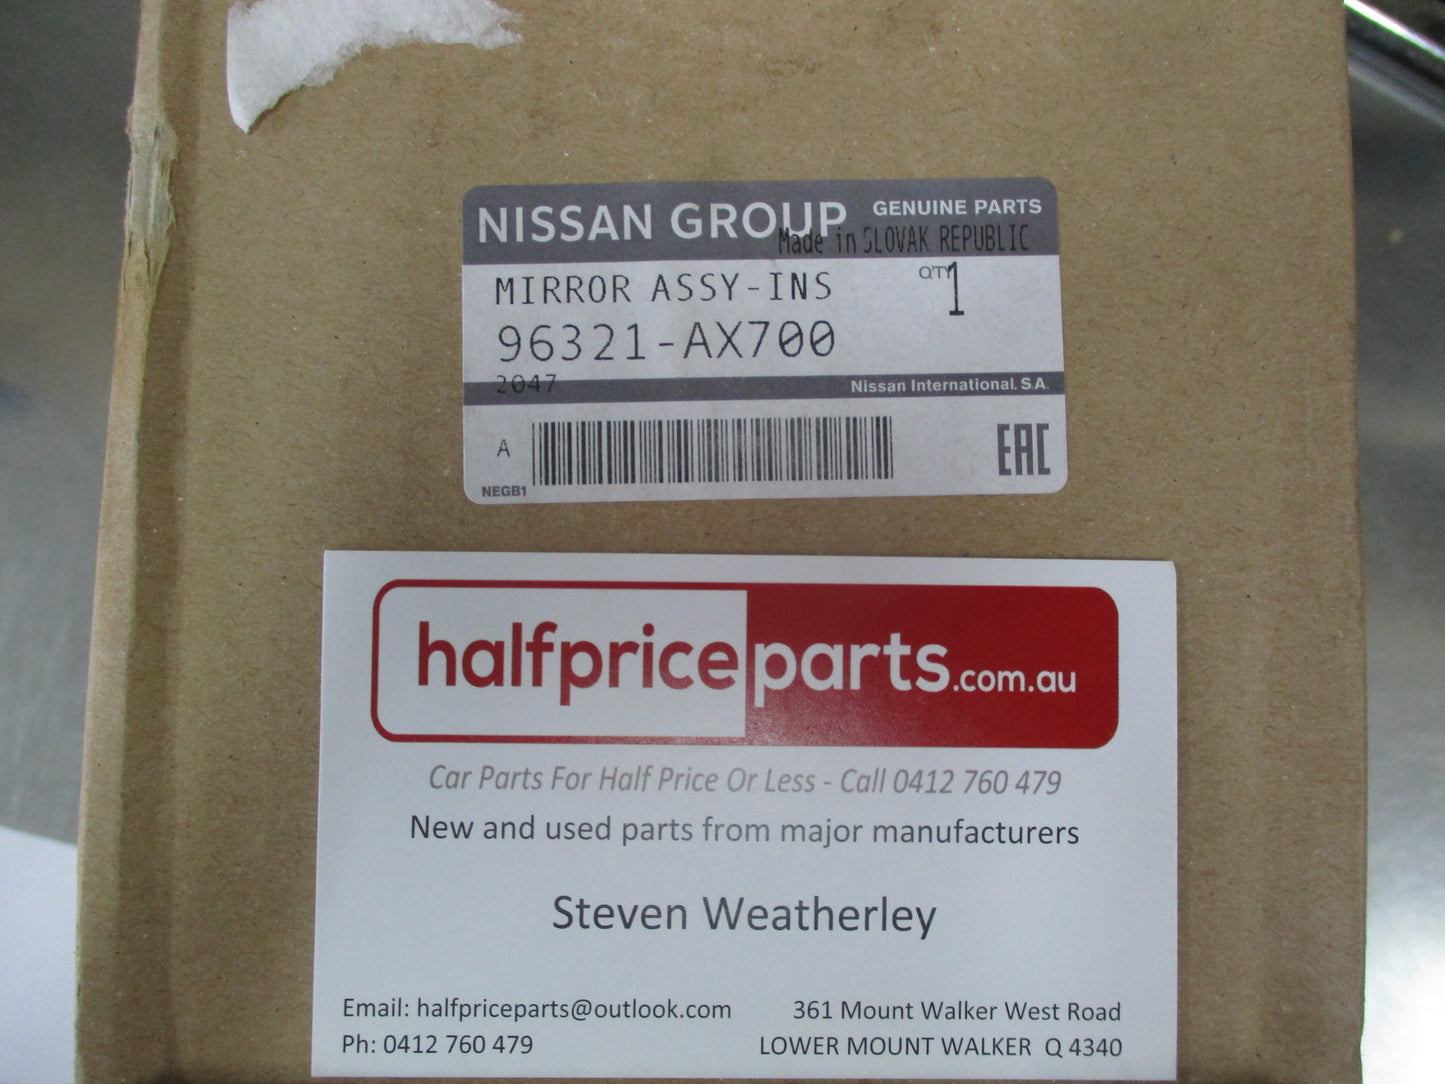 NISSAN GROUP GENUINE PARTS
Made in SLOVAK REPUBLIC
MIRROR ASSY-INS QTY 1
96321-AX700
2047 Nissan International. S.A.
A EAC
NEGB1
halfpriceparts.com.au
Car Parts For Half Price Or Less - Call 0412 760 479
New and used parts from major manufacturers
Steven Weatherley
Email: halfpriceparts@outlook.com 361 Mount Walker West Road
Ph: 0412 760 479 LOWER MOUNT WALKER Q 4340